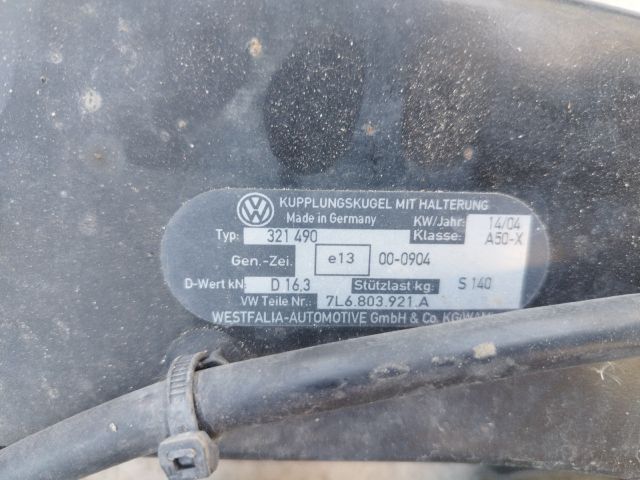 KUPPLUNGSKUGEL MIT HALTERUNG
Made in Germany KW/Jahr: 14/04
Typ: 321 490 Klasse: A50-X
Gen.-Zei. e13 00-0904
D-Wert kN: D 16,3 Stützlast kg: S 140
VW Teile Nr.: 7L6.803.921.A
WESTFALIA-AUTOMOTIVE GmbH & Co. KG